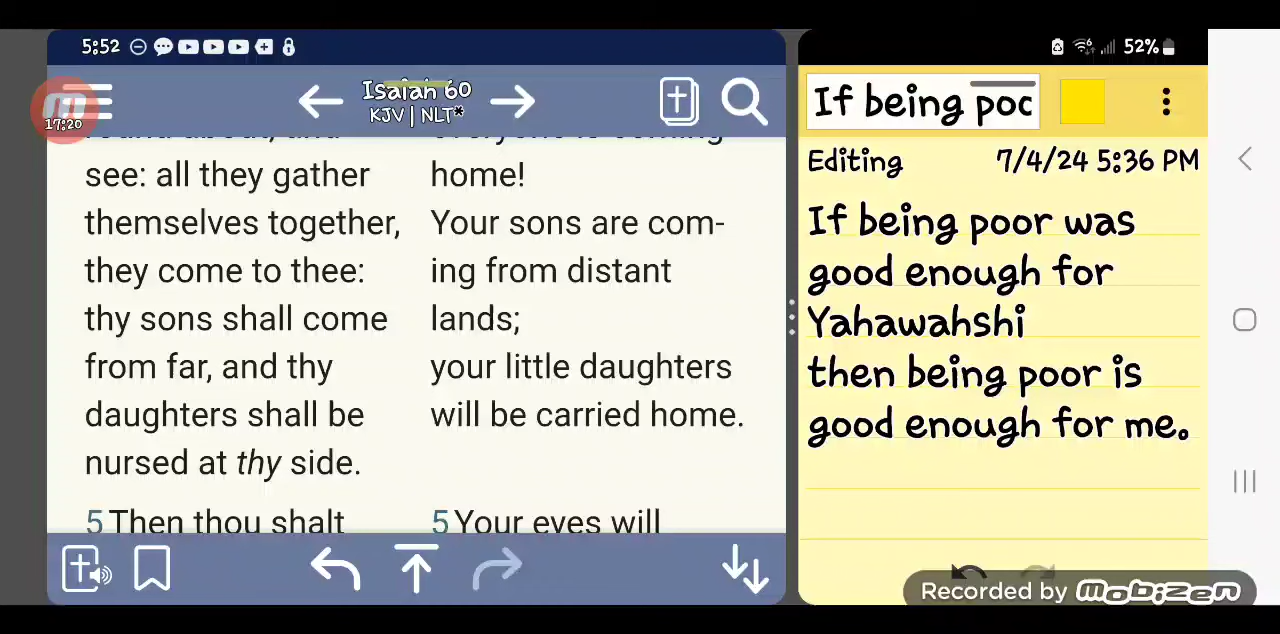 5:52
52%
17:20
Isaiah 60
KJV | NLT*
see: all they gather
themselves together,
they come to thee:
thy sons shall come
from far, and thy
daughters shall be
nursed at thy side.
5 Then thou shalt
everyone is coming
home!
Your sons are com-
ing from distant
lands;
your little daughters
will be carried home.
5 Your eyes will
If being poo
Editing 7/4/24 5:36 PM
If being poor was
good enough for
Yahawahshi
then being poor is
good enough for me.
Recorded by mobizen